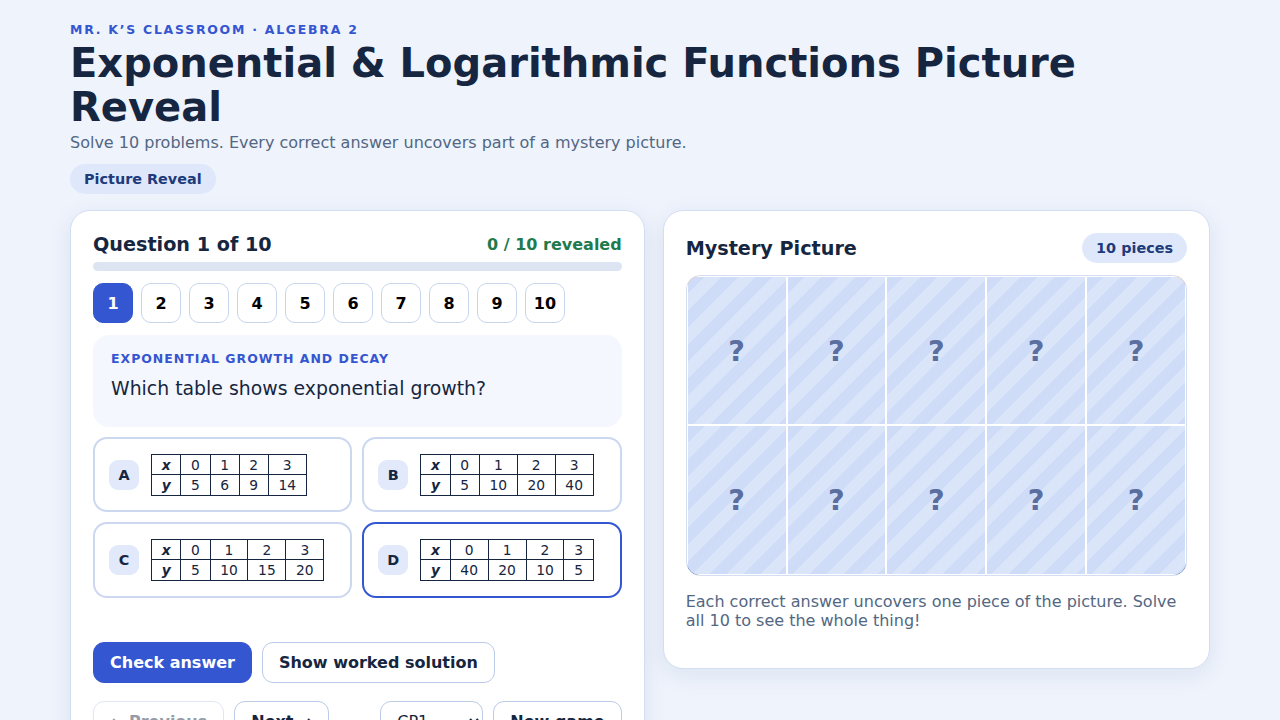 MR. K’S CLASSROOM · ALGEBRA 2
Exponential & Logarithmic Functions Picture
Reveal
Solve 10 problems. Every correct answer uncovers part of a mystery picture.
Picture Reveal
Question 1 of 10
0 / 10 revealed
1 2 3 4 5 6 7 8 9 10
EXPONENTIAL GROWTH AND DECAY
Which table shows exponential growth?
A
x 0 1 2 3
y 5 6 9 14
B
x 0 1 2 3
y 5 10 20 40
C
x 0 1 2 3
y 5 10 15 20
D
x 0 1 2 3
y 40 20 10 5
Check answer
Show worked solution
Previous
Next
CP1
New game
Mystery Picture
10 pieces
? ? ? ? ?
? ? ? ? ?
Each correct answer uncovers one piece of the picture. Solve
all 10 to see the whole thing!